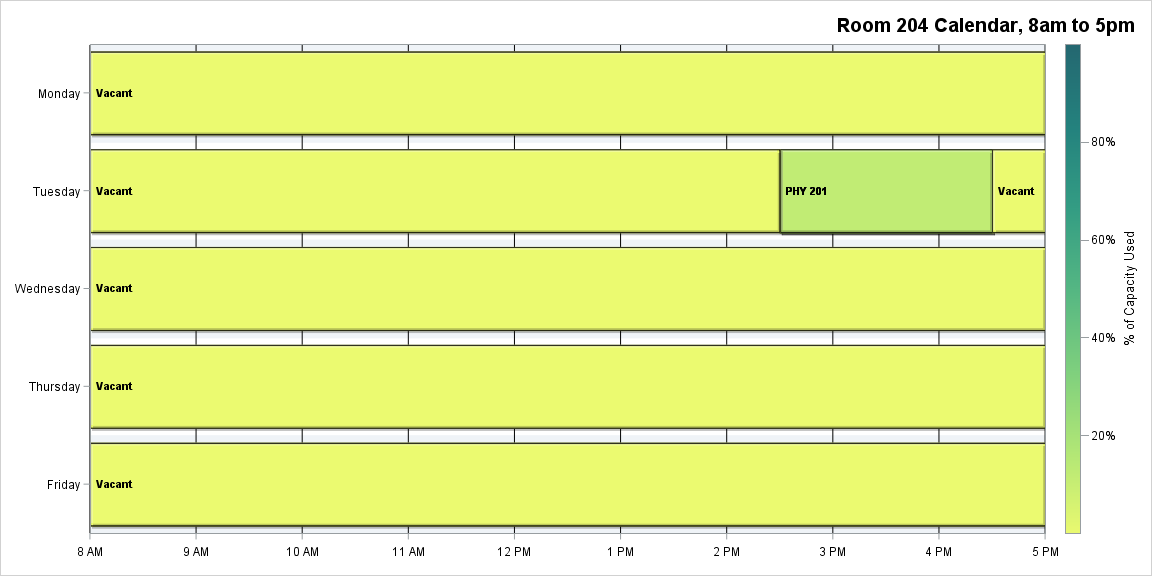 Room 204 Calendar, 8am to 5pm
Monday
Vacant
Tuesday
Vacant
PHY 201
Vacant
Wednesday
Vacant
Thursday
Vacant
Friday
Vacant
8 AM 9 AM 10 AM 11 AM 12 PM 1 PM 2 PM 3 PM 4 PM 5 PM
80%
60%
40%
20%
% of Capacity Used